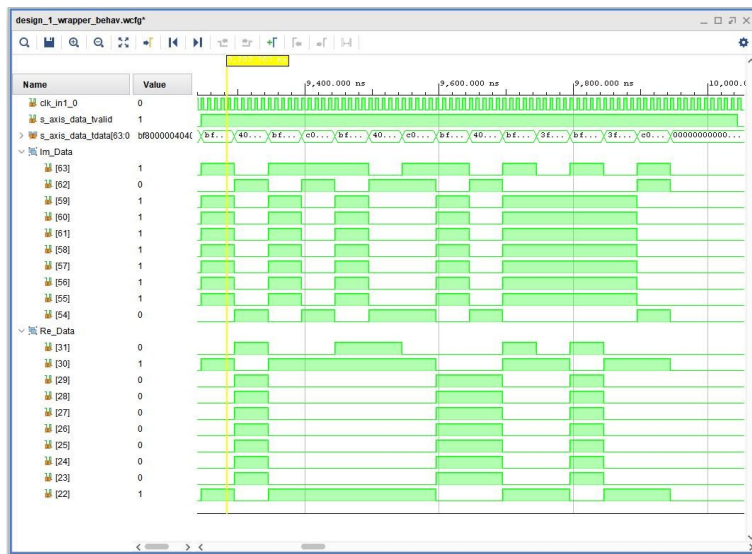 design_1_wrapper_behav.wcfg*
Name Value 9,400.000 ns 9,600.000 ns 9,800.000 ns 10,000.0
clk_in1_0 0
s_axis_data_tvalid 1
s_axis_data_tdata[63:0 bf8000004040 bf... 40... bf... c0... bf... 40... c0... bf... 40... bf... 3f... bf... 3f... c0... 00000000000...
Im_Data
[63] 1
[62] 0
[59] 1
[60] 1
[61] 1
[58] 1
[57] 1
[56] 1
[55] 1
[54] 0
Re_Data
[31] 0
[30] 1
[29] 0
[28] 0
[27] 0
[26] 0
[25] 0
[24] 0
[23] 0
[22] 1